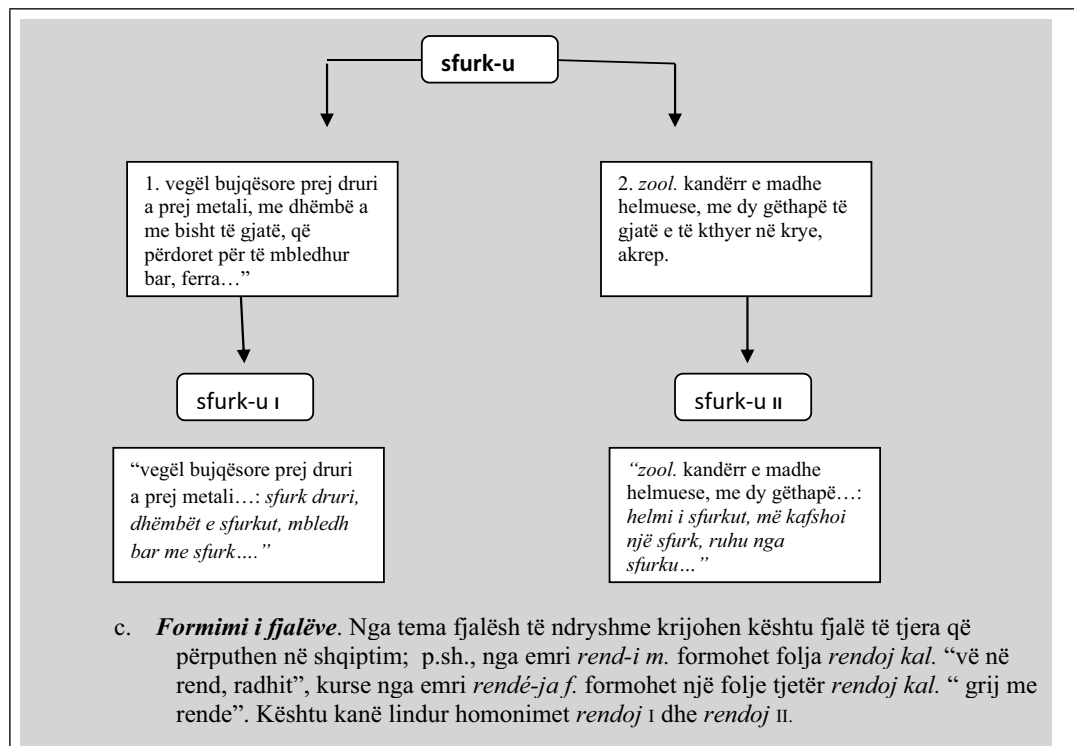 sfurk-u
1. vegël bujqësore prej druri
a prej metali, me dhëmbë a
me bisht të gjatë, që
përdoret për të mbledhur
bar, ferra…”
2. zool. kandërr e madhe
helmuese, me dy gëthapë të
gjatë e të kthyer në krye,
akrep.
sfurk-u I
sfurk-u II
“vegël bujqësore prej druri
a prej metali…: sfurk druri,
dhëmbët e sfurkut, mbledh
bar me sfurk….”
“zool. kandërr e madhe
helmuese, me dy gëthapë…:
helmi i sfurkut, më kafshoi
një sfurk, ruhu nga
sfurku…”
c. Formimi i fjalëve. Nga tema fjalësh të ndryshme krijohen kështu fjalë të tjera që
përputhen në shqiptim; p.sh., nga emri rend-i m. formohet folja rendoj kal. “vë në
rend, radhit”, kurse nga emri rendé-ja f. formohet një folje tjetër rendoj kal. “ grij me
rende”. Kështu kanë lindur homonimet rendoj I dhe rendoj II.